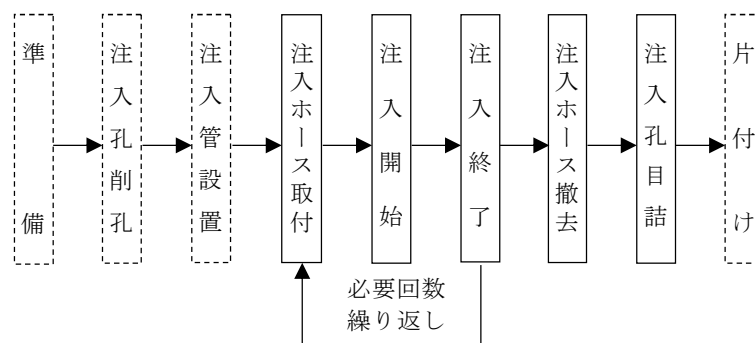 準備
注入孔削孔
注入管設置
注入ホース取付
注入開始
注入終了
注入ホース撤去
注入孔目詰
片付け
必要回数
繰り返し